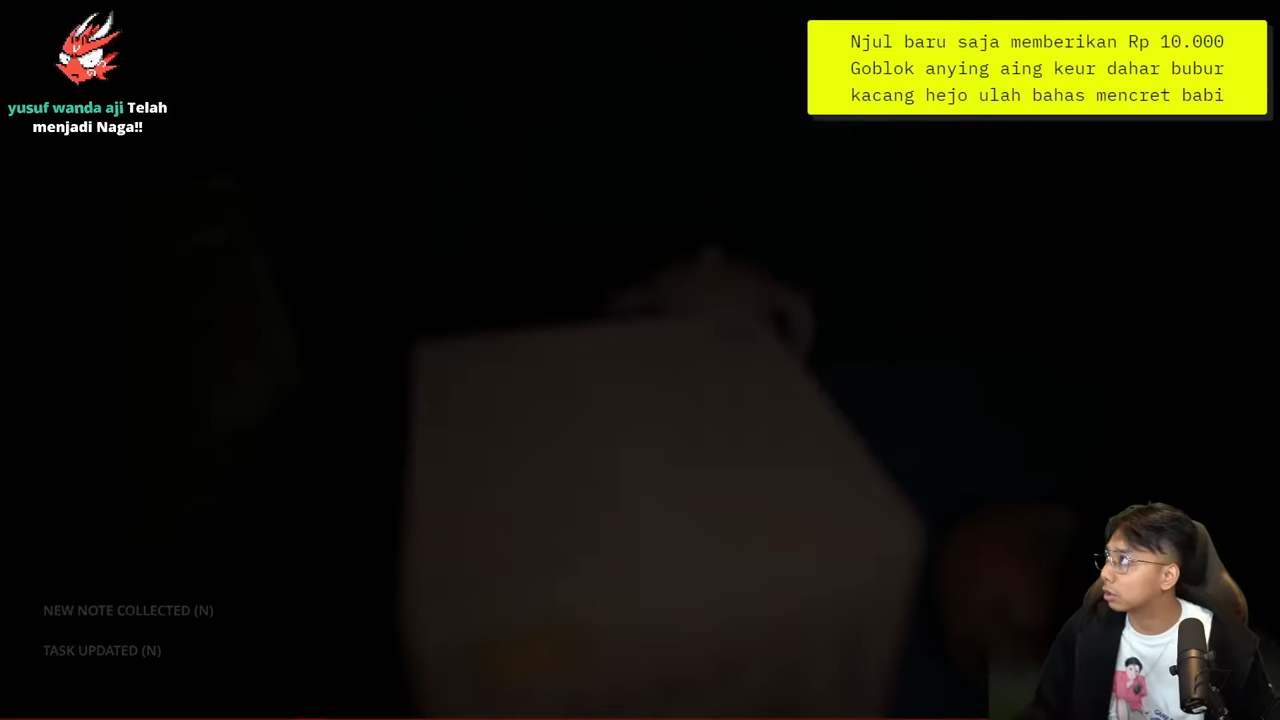 yusuf wanda aji Telah
menjadi Naga!!
Njul baru saja memberikan Rp 10.000
Goblok anying aing keur dahar bubur
kacang hejo ulah bahas mencret babi
NEW NOTE COLLECTED (N)
TASK UPDATED (N)